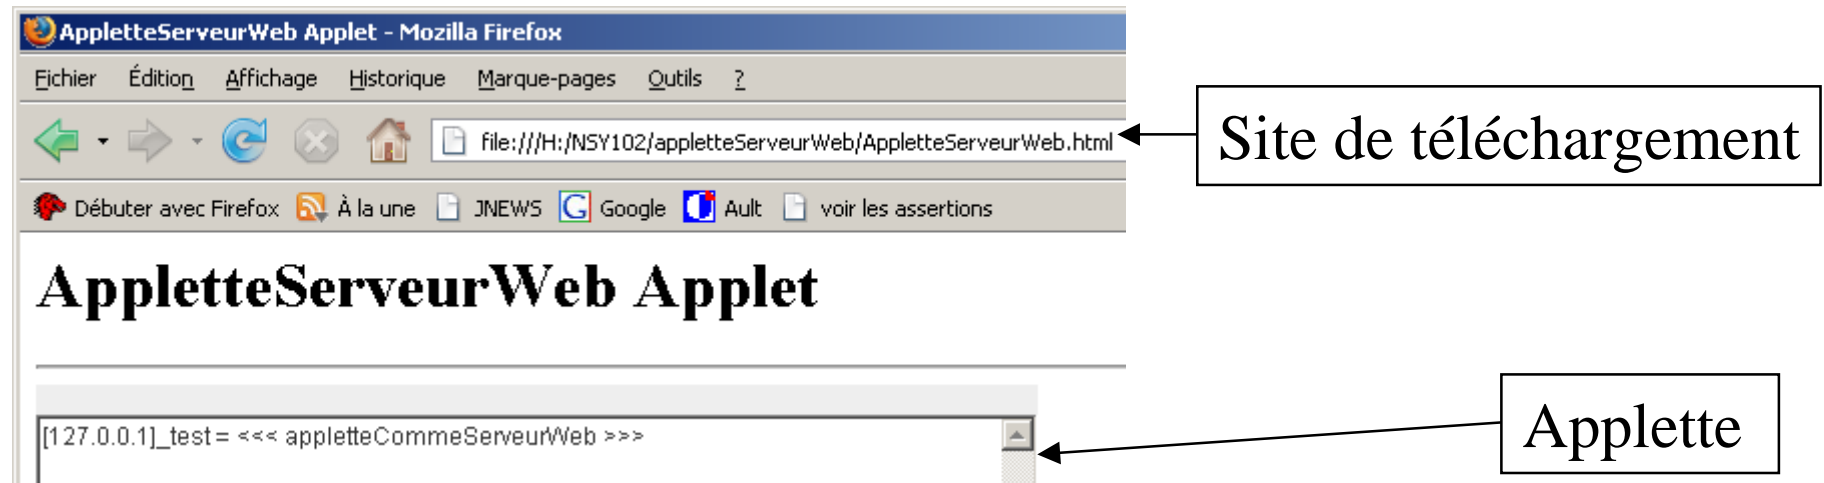 AppletteServeurWeb Applet - Mozilla Firefox
Fichier Édition Affichage Historique Marque-pages Outils ?
file:///H:/NSY102/appletteServeurWeb/AppletteServeurWeb.html
Site de téléchargement
Débuter avec Firefox À la une JNEWS G Google Ault voir les assertions
AppletteServeurWeb Applet
[127.0.0.1]_test = <<< appletteCommeServeurWeb >>>
Applette